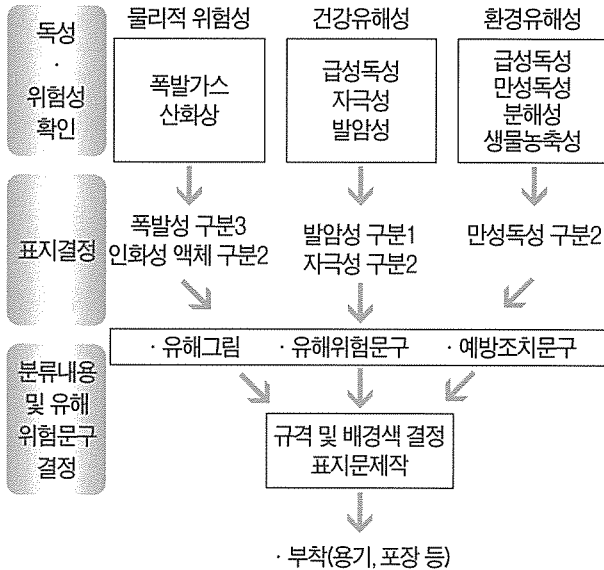 독성
·
위험성
확인
물리적 위험성
건강유해성
환경유해성
폭발가스
산화상
급성독성
자극성
발암성
급성독성
만성독성
분해성
생물농축성
표지결정
폭발성 구분3
인화성 액체 구분2
발암성 구분1
자극성 구분2
만성독성 구분2
· 유해그림 · 유해위험문구 · 예방조치문구
분류내용
및 유해
위험문구
결정
규격 및 배경색 결정
표지문제작
· 부착(용기, 포장 등)